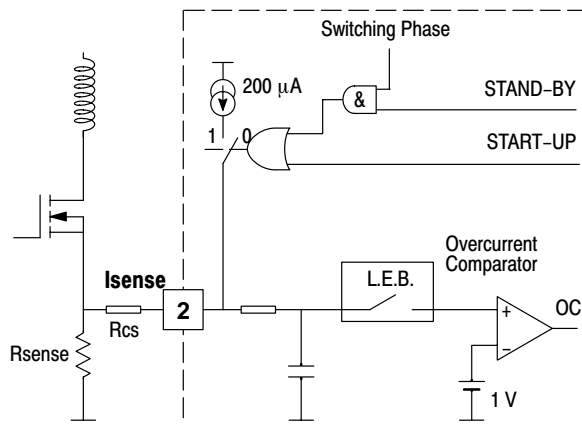 Switching Phase
200 μA
&
STAND–BY
1 0
START–UP
Overcurrent
Comparator
L.E.B.
Isense
2
+
OC
Rcs
Rsense
–
1 V